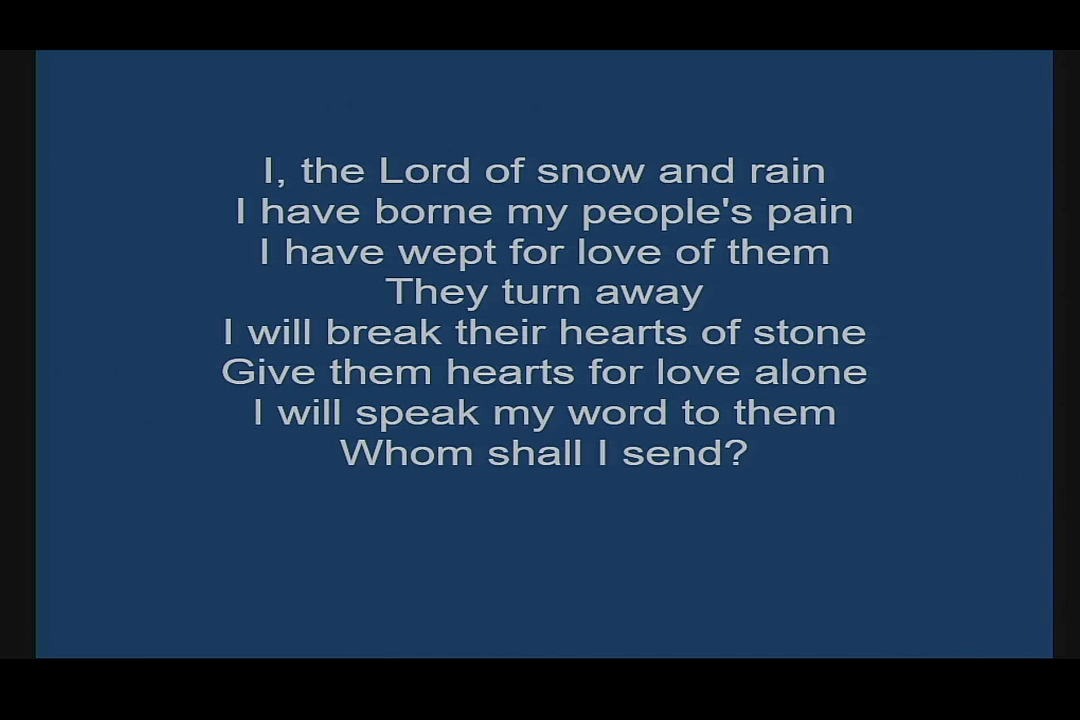 I, the Lord of snow and rain
I have borne my people's pain
I have wept for love of them
They turn away
I will break their hearts of stone
Give them hearts for love alone
I will speak my word to them
Whom shall I send?